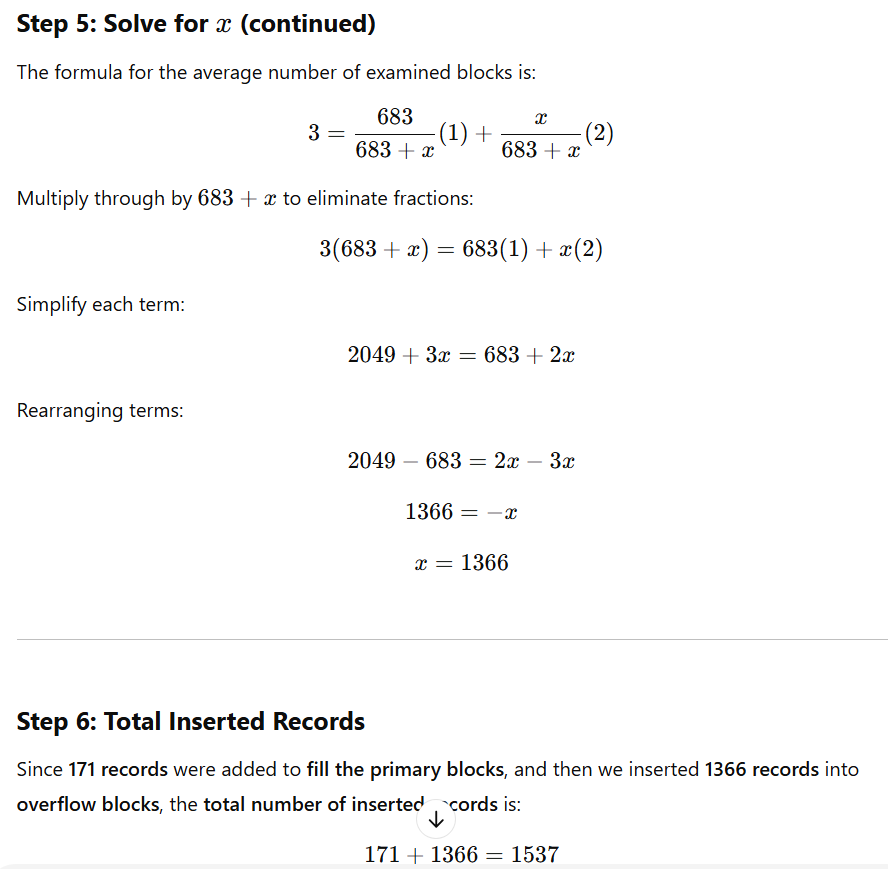 Step 5: Solve for x (continued)
The formula for the average number of examined blocks is:
3 = \frac{683}{683 + x}(1) + \frac{x}{683 + x}(2)
Multiply through by 683 + x to eliminate fractions:
3(683 + x) = 683(1) + x(2)
Simplify each term:
2049 + 3x = 683 + 2x
Rearranging terms:
2049 − 683 = 2x − 3x
1366 = −x
x = 1366
Step 6: Total Inserted Records
Since 171 records were added to fill the primary blocks, and then we inserted 1366 records into
overflow blocks, the total number of inserted is:
171 + 1366 = 1537